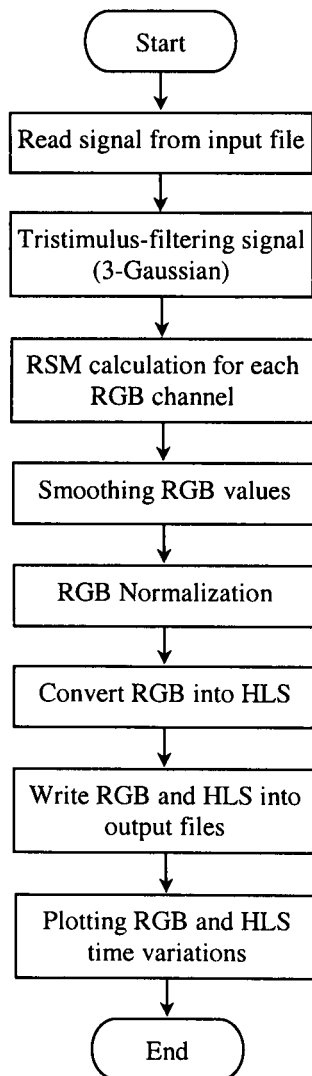 Start
Read signal from input file
Tristimulus-filtering signal
(3-Gaussian)
RSM calculation for each
RGB channel
Smoothing RGB values
RGB Normalization
Convert RGB into HLS
Write RGB and HLS into
output files
Plotting RGB and HLS
time variations
End